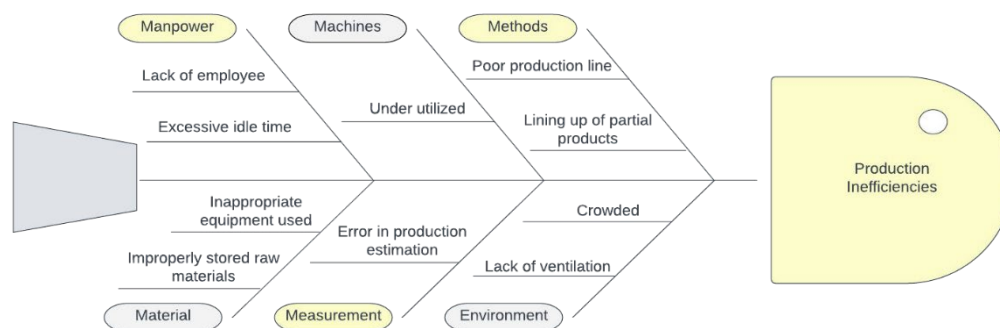 Manpower
Machines
Methods
Lack of employee
Excessive idle time
Under utilized
Poor production line
Lining up of partial
products
Production
Inefficiencies
Inappropriate
equipment used
Improperly stored raw
materials
Error in production
estimation
Crowded
Lack of ventilation
Material
Measurement
Environment